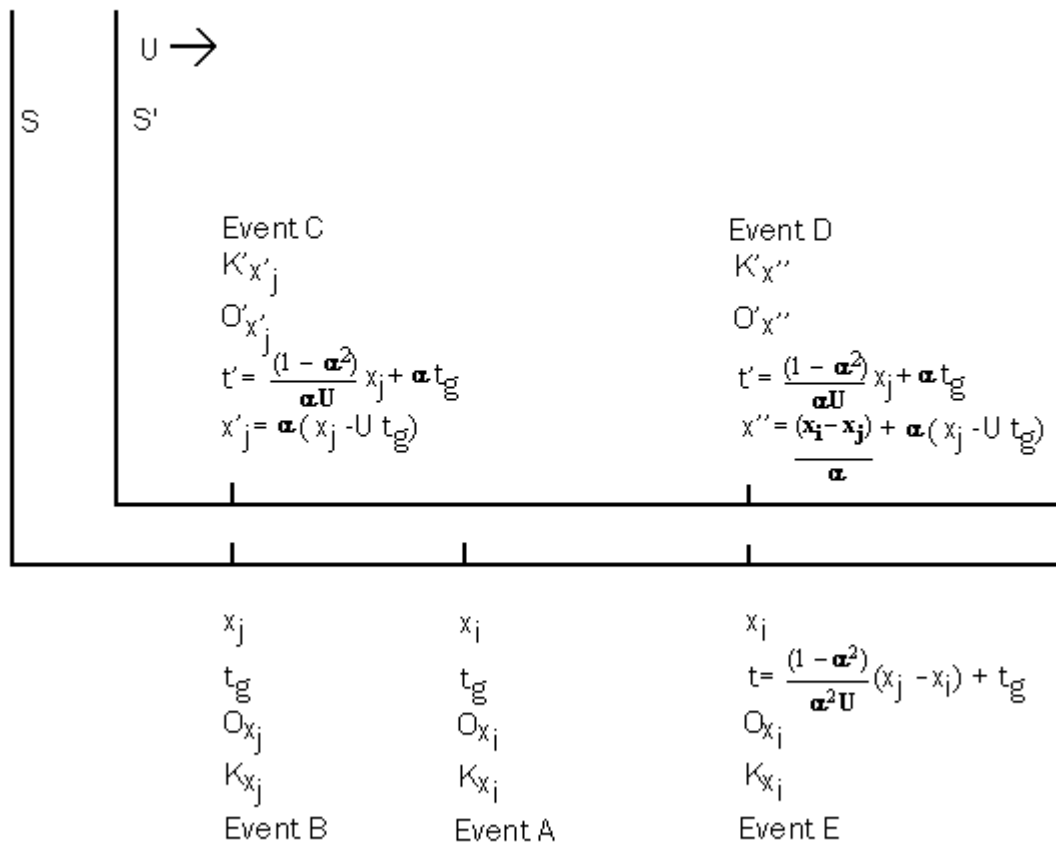 U →
S
S'
Event C
K'x'j
O'x'j
t' = (1 - α²)/αU xj + α tg
x'j = α ( xj - U tg)
Event D
K'x''
O'x''
t' = (1 - α²)/αU xj + α tg
x'' = (xi - xj)/α + α ( xj - U tg)
xj
tg
Oxj
Kxj
Event B
xi
tg
Oxi
Kxi
Event A
xi
t = (1 - α²)/α²U (xj - xi) + tg
Oxi
Kxi
Event E